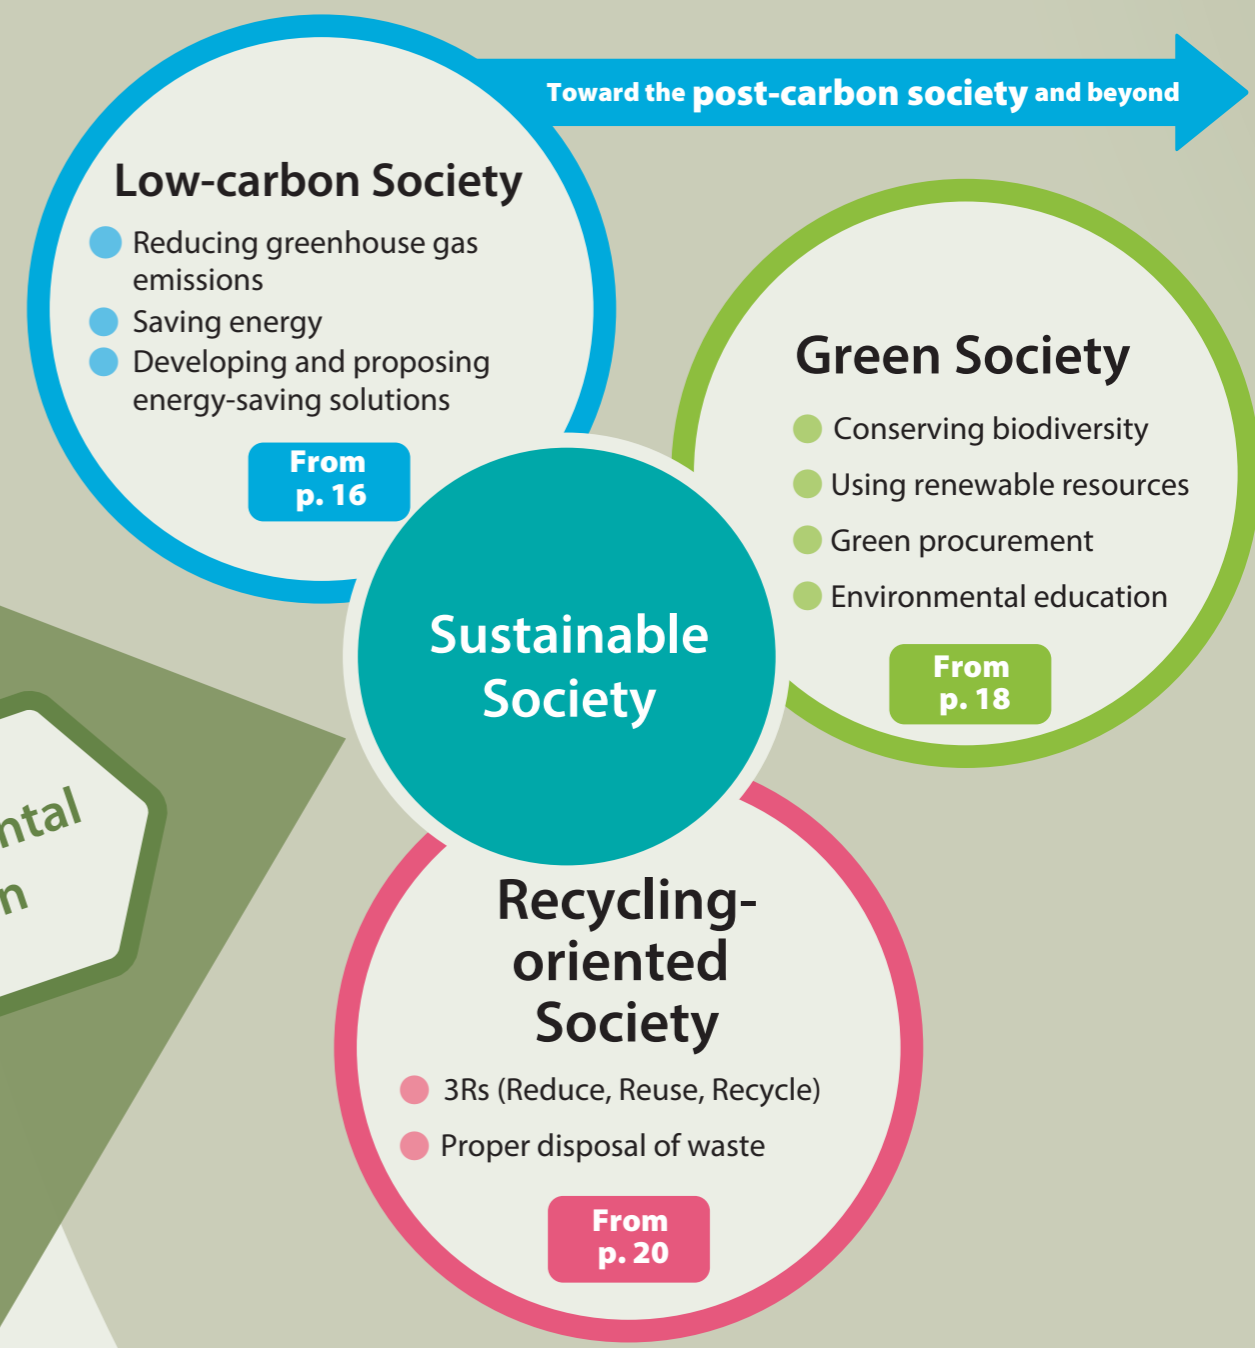 Toward the post-carbon society and beyond
Low-carbon Society
Reducing greenhouse gas
emissions
Saving energy
Developing and proposing
energy-saving solutions
From
p. 16
Green Society
Conserving biodiversity
Using renewable resources
Green procurement
Environmental education
From
p. 18
Sustainable
Society
Recycling-
oriented
Society
3Rs (Reduce, Reuse, Recycle)
Proper disposal of waste
From
p. 20
ntal
n